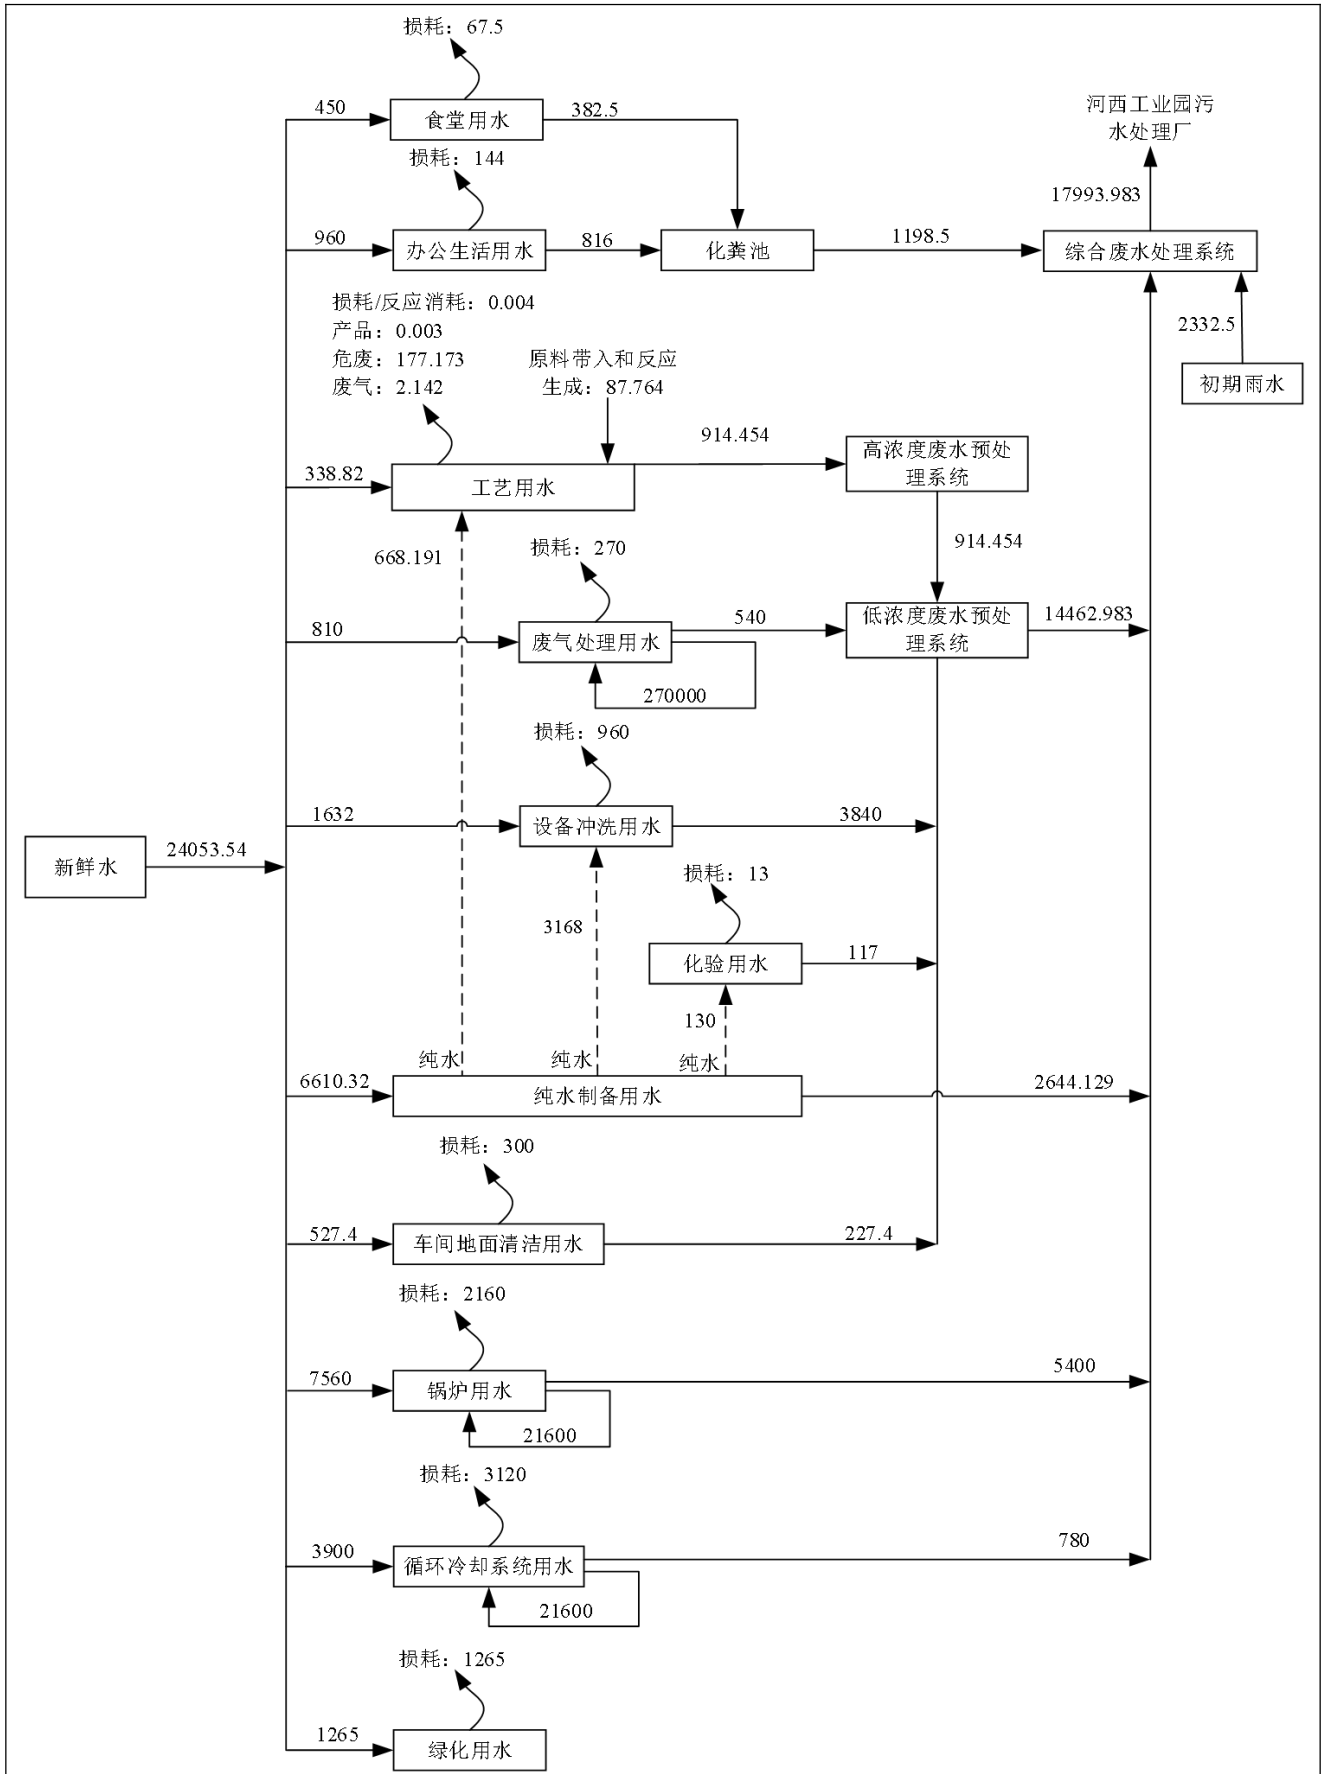 损耗：67.5
450
食堂用水
382.5
河西工业园污
水处理厂
损耗：144
17993.983
960
办公生活用水
816
化粪池
1198.5
综合废水处理系统
损耗/反应消耗：0.004
产品：0.003
危废：177.173
废气：2.142
原料带入和反应
生成：87.764
2332.5
初期雨水
338.82
工艺用水
914.454
高浓度废水预处
理系统
668.191
914.454
损耗：270
810
废气处理用水
540
低浓度废水预处
理系统
14462.983
270000
损耗：960
1632
设备冲洗用水
3840
新鲜水
24053.54
损耗：13
3168
化验用水
117
130
纯水
纯水
纯水
6610.32
纯水制备用水
2644.129
损耗：300
527.4
车间地面清洁用水
227.4
损耗：2160
7560
锅炉用水
5400
21600
损耗：3120
3900
循环冷却系统用水
780
21600
损耗：1265
1265
绿化用水